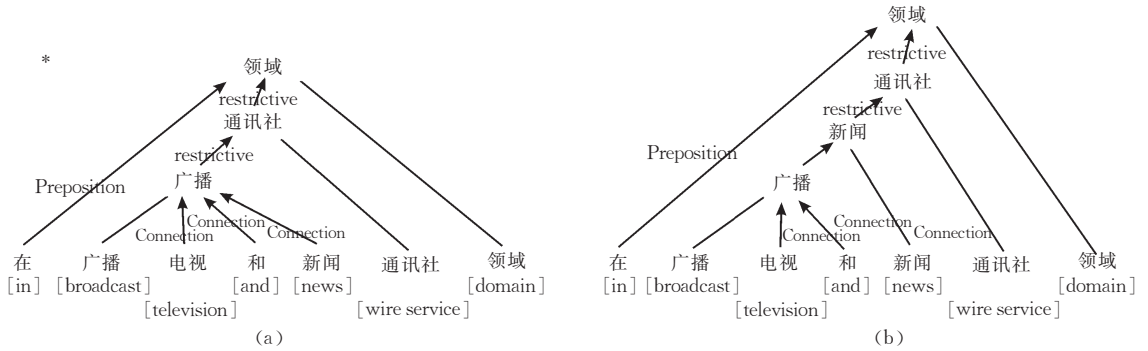 *
领域
restrictive
通讯社
restrictive
Preposition
广播
Connection
Connection
Connection
在 广播 电视 和 新闻 通讯社 领域
[in] [broadcast] [and] [news] [domain]
[television] [wire service]
(a)
领域
restrictive
通讯社
restrictive
新闻
Preposition
广播
Connection
Connection
Connection
在 广播 电视 和 新闻 通讯社 领域
[in] [broadcast] [and] [news] [domain]
[television] [wire service]
(b)